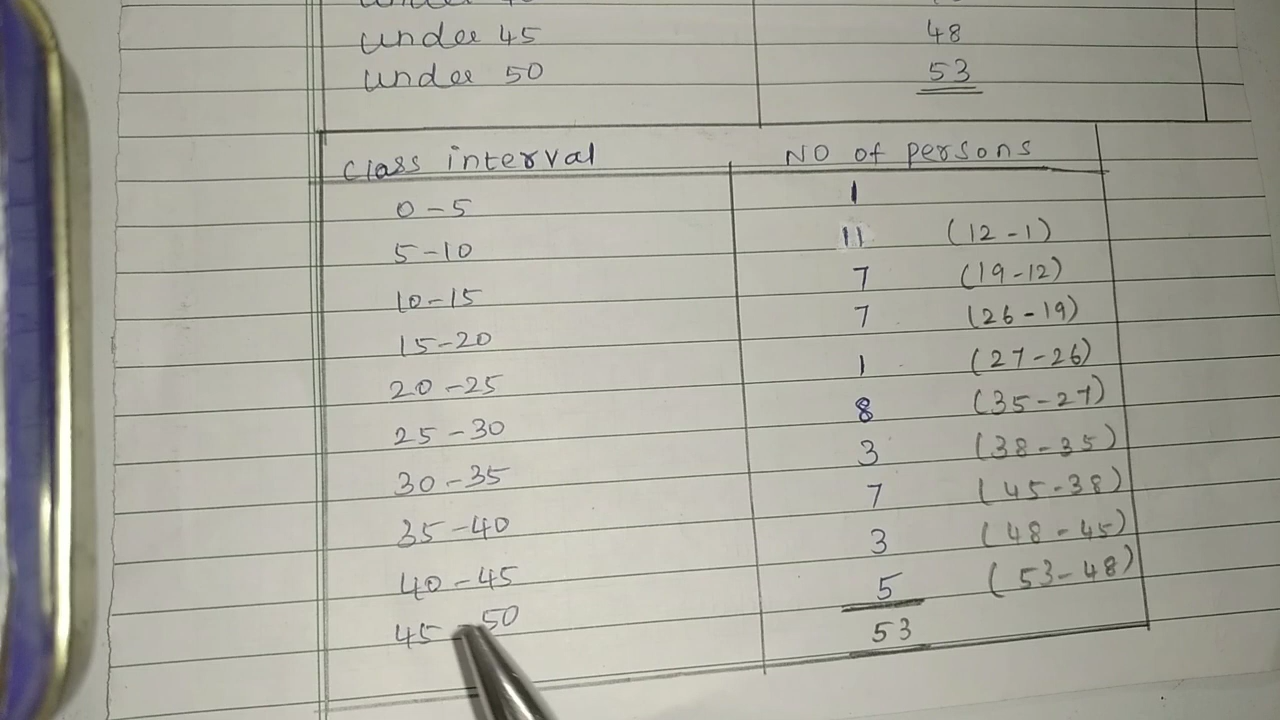 under 45 48
under 50 53
class interval NO of persons
0-5 1
5-10 11 (12-1)
10-15 7 (19-12)
15-20 7 (26-19)
20-25 1 (27-26)
25-30 8 (35-27)
30-35 3 (38-35)
35-40 7 (45-38)
40-45 3 (48-45)
45-50 5 (53-48)
53